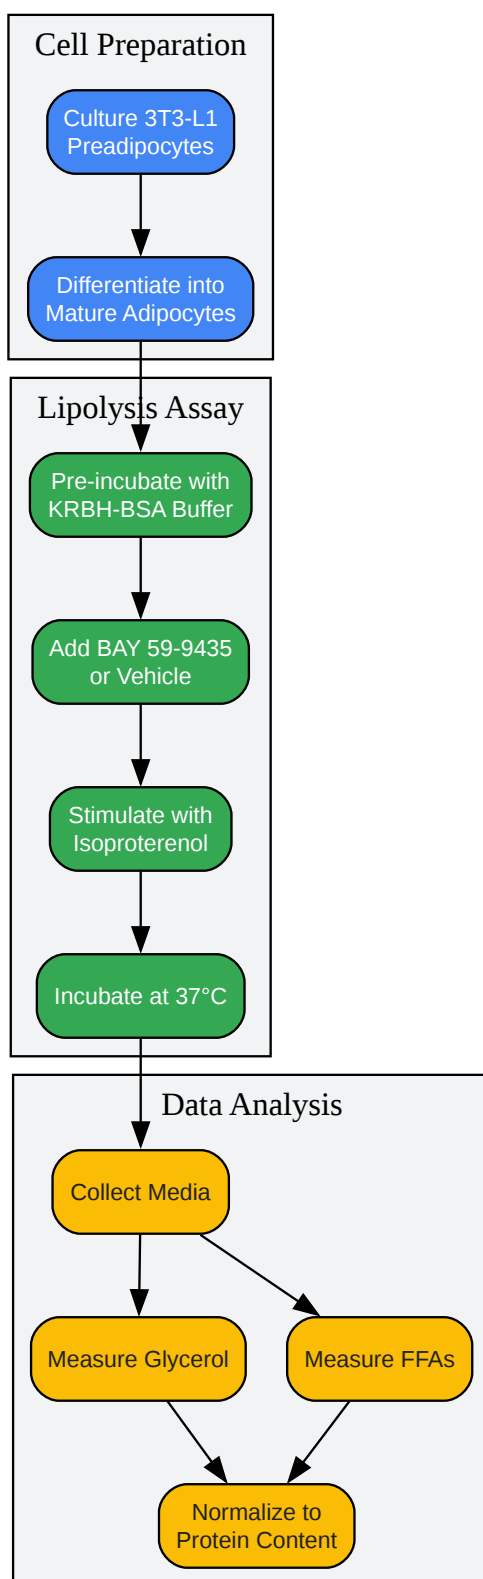 Cell Preparation
Culture 3T3-L1
Preadipocytes
Differentiate into
Mature Adipocytes
Lipolysis Assay
Pre-incubate with
KRBH-BSA Buffer
Add BAY 59-9435
or Vehicle
Stimulate with
Isoproterenol
Incubate at 37°C
Data Analysis
Collect Media
Measure Glycerol
Measure FFAs
Normalize to
Protein Content